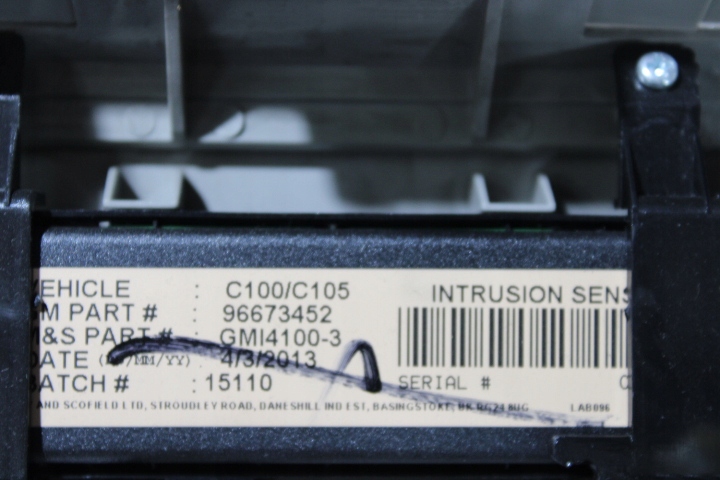 EHICLE : C100/C105 INTRUSION SENS
M PART # : 96673452
M&S PART # : GMI4100-3
DATE (DD/MM/YY) : 4/3/2013
BATCH # : 15110 SERIAL #
AND SCOFIELD LTD, STROUDLEY ROAD, DANESHILL IND EST, BASINGSTOKE, UK RG24 8UG LAB096